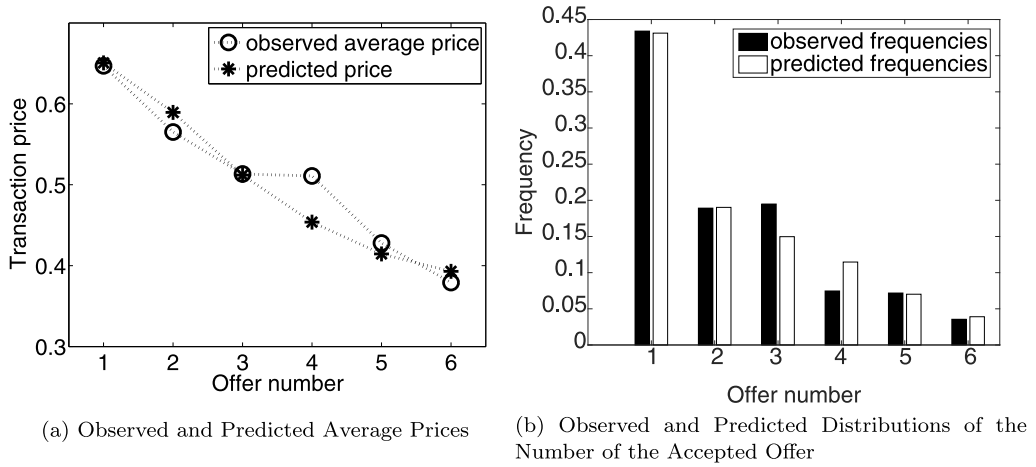 observed average price
predicted price
0.6
0.5
0.4
0.3
Transaction price
1 2 3 4 5 6
Offer number
(a) Observed and Predicted Average Prices
observed frequencies
predicted frequencies
0.45
0.4
0.35
0.3
0.25
0.2
0.15
0.1
0.05
0
Frequency
1 2 3 4 5 6
Offer number
(b) Observed and Predicted Distributions of the
Number of the Accepted Offer